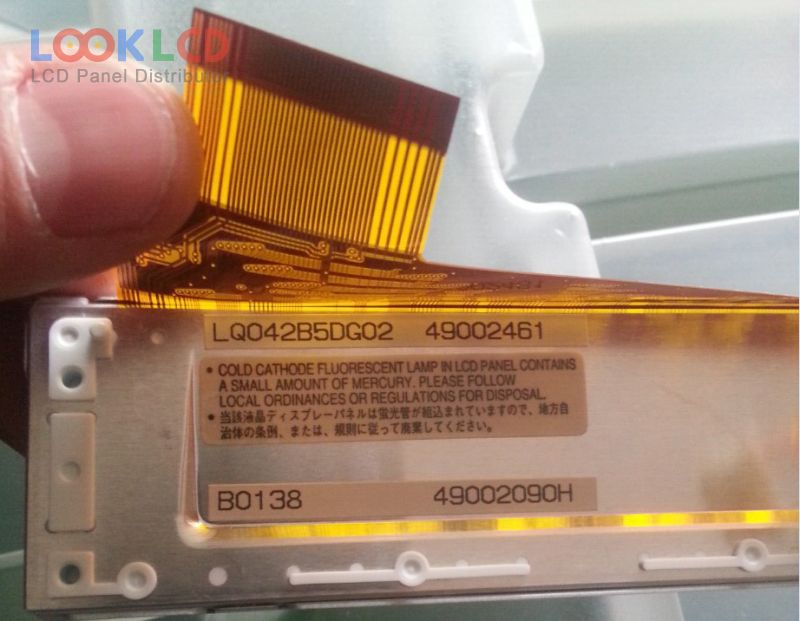 LOOKLCD
LCD Panel Distributor
LQ042B5DG02 49002461
• COLD CATHODE FLUORESCENT LAMP IN LCD PANEL CONTAINS
A SMALL AMOUNT OF MERCURY. PLEASE FOLLOW
LOCAL ORDINANCES OR REGULATIONS FOR DISPOSAL.
• 当該液晶ディスプレーパネルは蛍光管が組込まれていますので、地方自
治体の条例、または、規則に従って廃棄してください。
B0138 49002090H